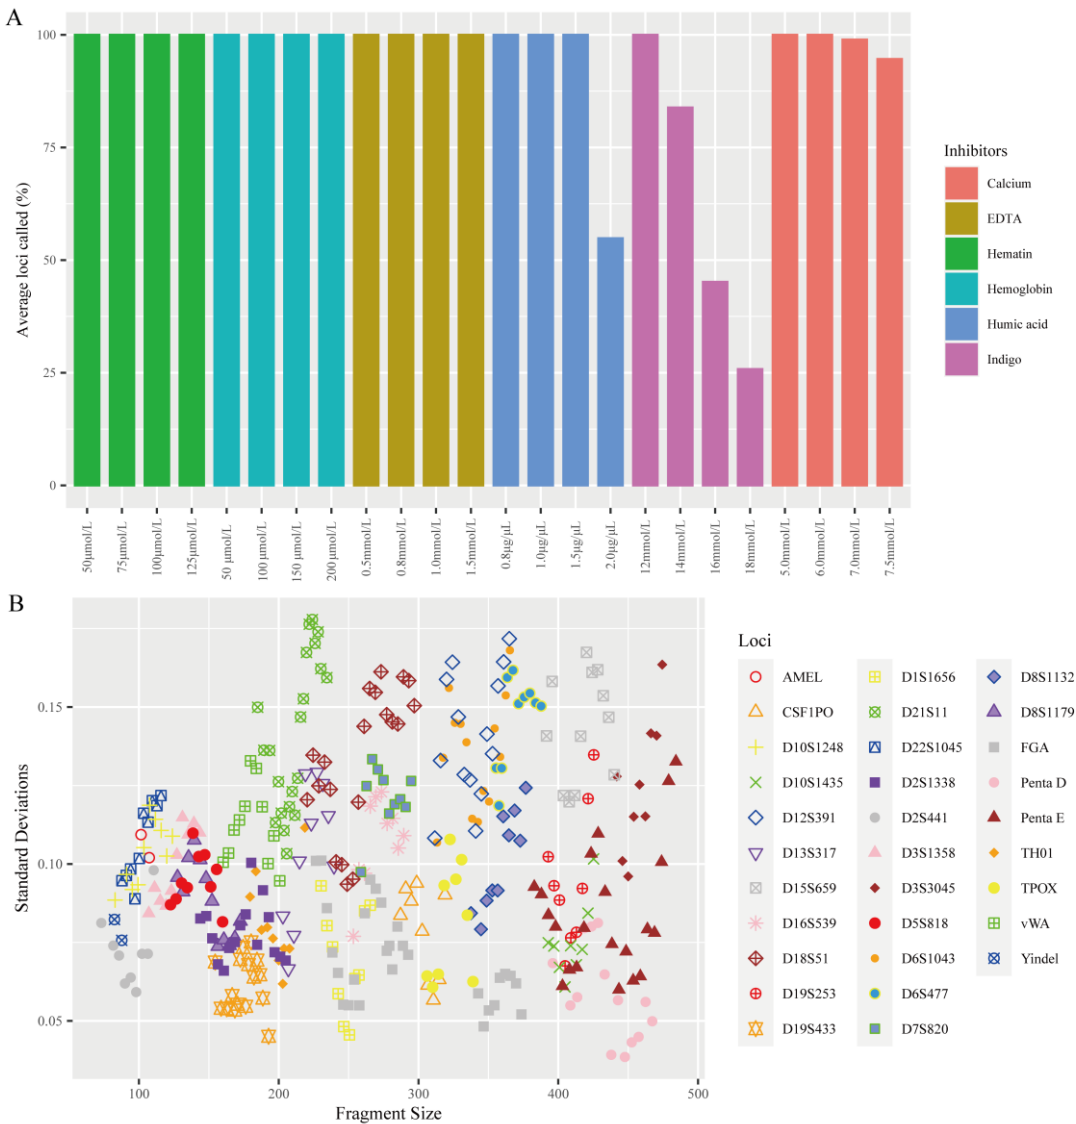 A
Average loci called (%)
100
75
50
25
0
50μmol/L
75μmol/L
100μmol/L
125μmol/L
50 μmol/L
100 μmol/L
150 μmol/L
200 μmol/L
0.5mmol/L
0.8mmol/L
1.0mmol/L
1.5mmol/L
0.8μg/μL
1.0μg/μL
1.5μg/μL
2.0μg/μL
12mmol/L
14mmol/L
16mmol/L
18mmol/L
5.0mmol/L
6.0mmol/L
7.0mmol/L
7.5mmol/L
Inhibitors
Calcium
EDTA
Hematin
Hemoglobin
Humic acid
Indigo
B
Standard Deviations
0.15
0.10
0.05
100
200
300
400
500
Fragment Size
Loci
AMEL
CSF1PO
D10S1248
D10S1435
D12S391
D13S317
D15S659
D16S539
D18S51
D19S253
D19S433
D1S1656
D21S11
D22S1045
D2S1338
D2S441
D3S1358
D3S3045
D5S818
D6S1043
D6S477
D7S820
D8S1132
D8S1179
FGA
Penta D
Penta E
TH01
TPOX
vWA
Yindel